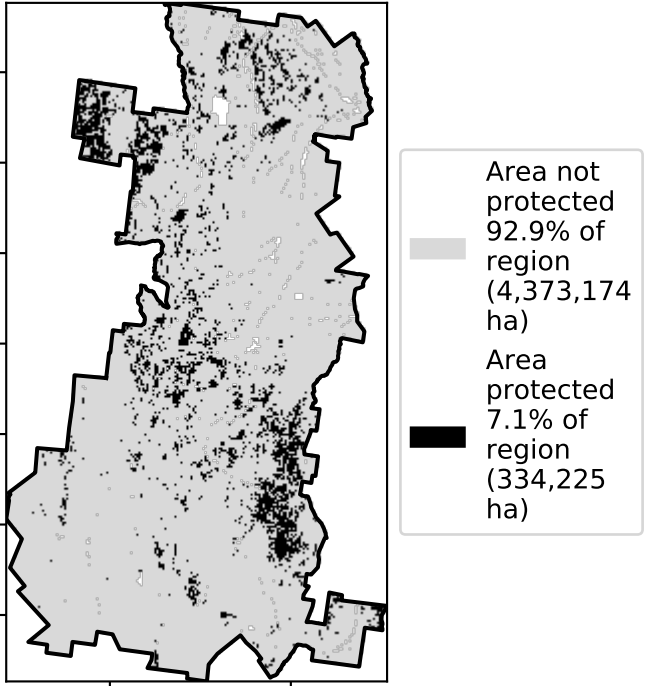 Area not
protected
92.9% of
region
(4,373,174
ha)
Area
protected
7.1% of
region
(334,225
ha)